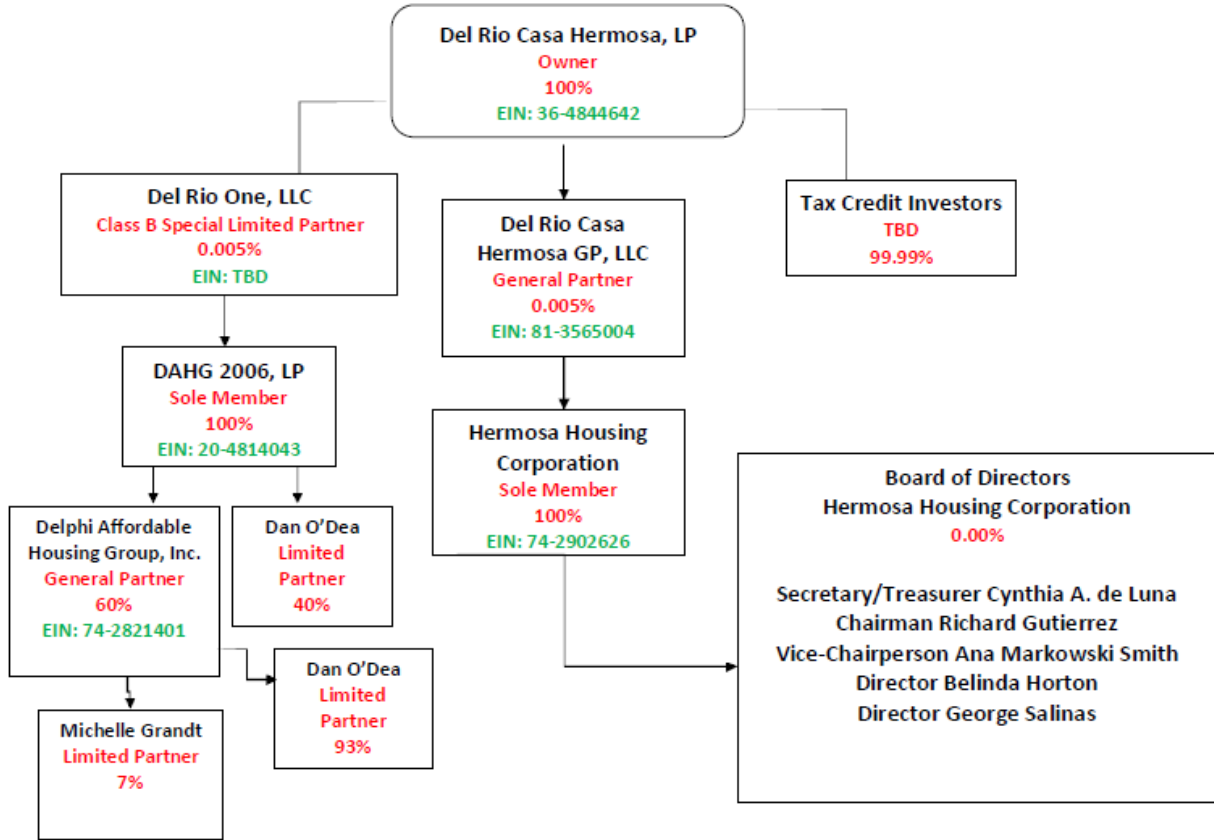 Del Rio Casa Hermosa, LP
Owner
100%
EIN: 36-4844642
Del Rio One, LLC
Class B Special Limited Partner
0.005%
EIN: TBD
Del Rio Casa
Hermosa GP, LLC
General Partner
0.005%
EIN: 81-3565004
Tax Credit Investors
TBD
99.99%
DAHG 2006, LP
Sole Member
100%
EIN: 20-4814043
Hermosa Housing
Corporation
Sole Member
100%
EIN: 74-2902626
Delphi Affordable
Housing Group, Inc.
General Partner
60%
EIN: 74-2821401
Dan O’Dea
Limited
Partner
40%
Dan O’Dea
Limited
Partner
93%
Michelle Grandt
Limited Partner
7%
Board of Directors
Hermosa Housing Corporation
0.00%
Secretary/Treasurer Cynthia A. de Luna
Chairman Richard Gutierrez
Vice-Chairperson Ana Markowski Smith
Director Belinda Horton
Director George Salinas